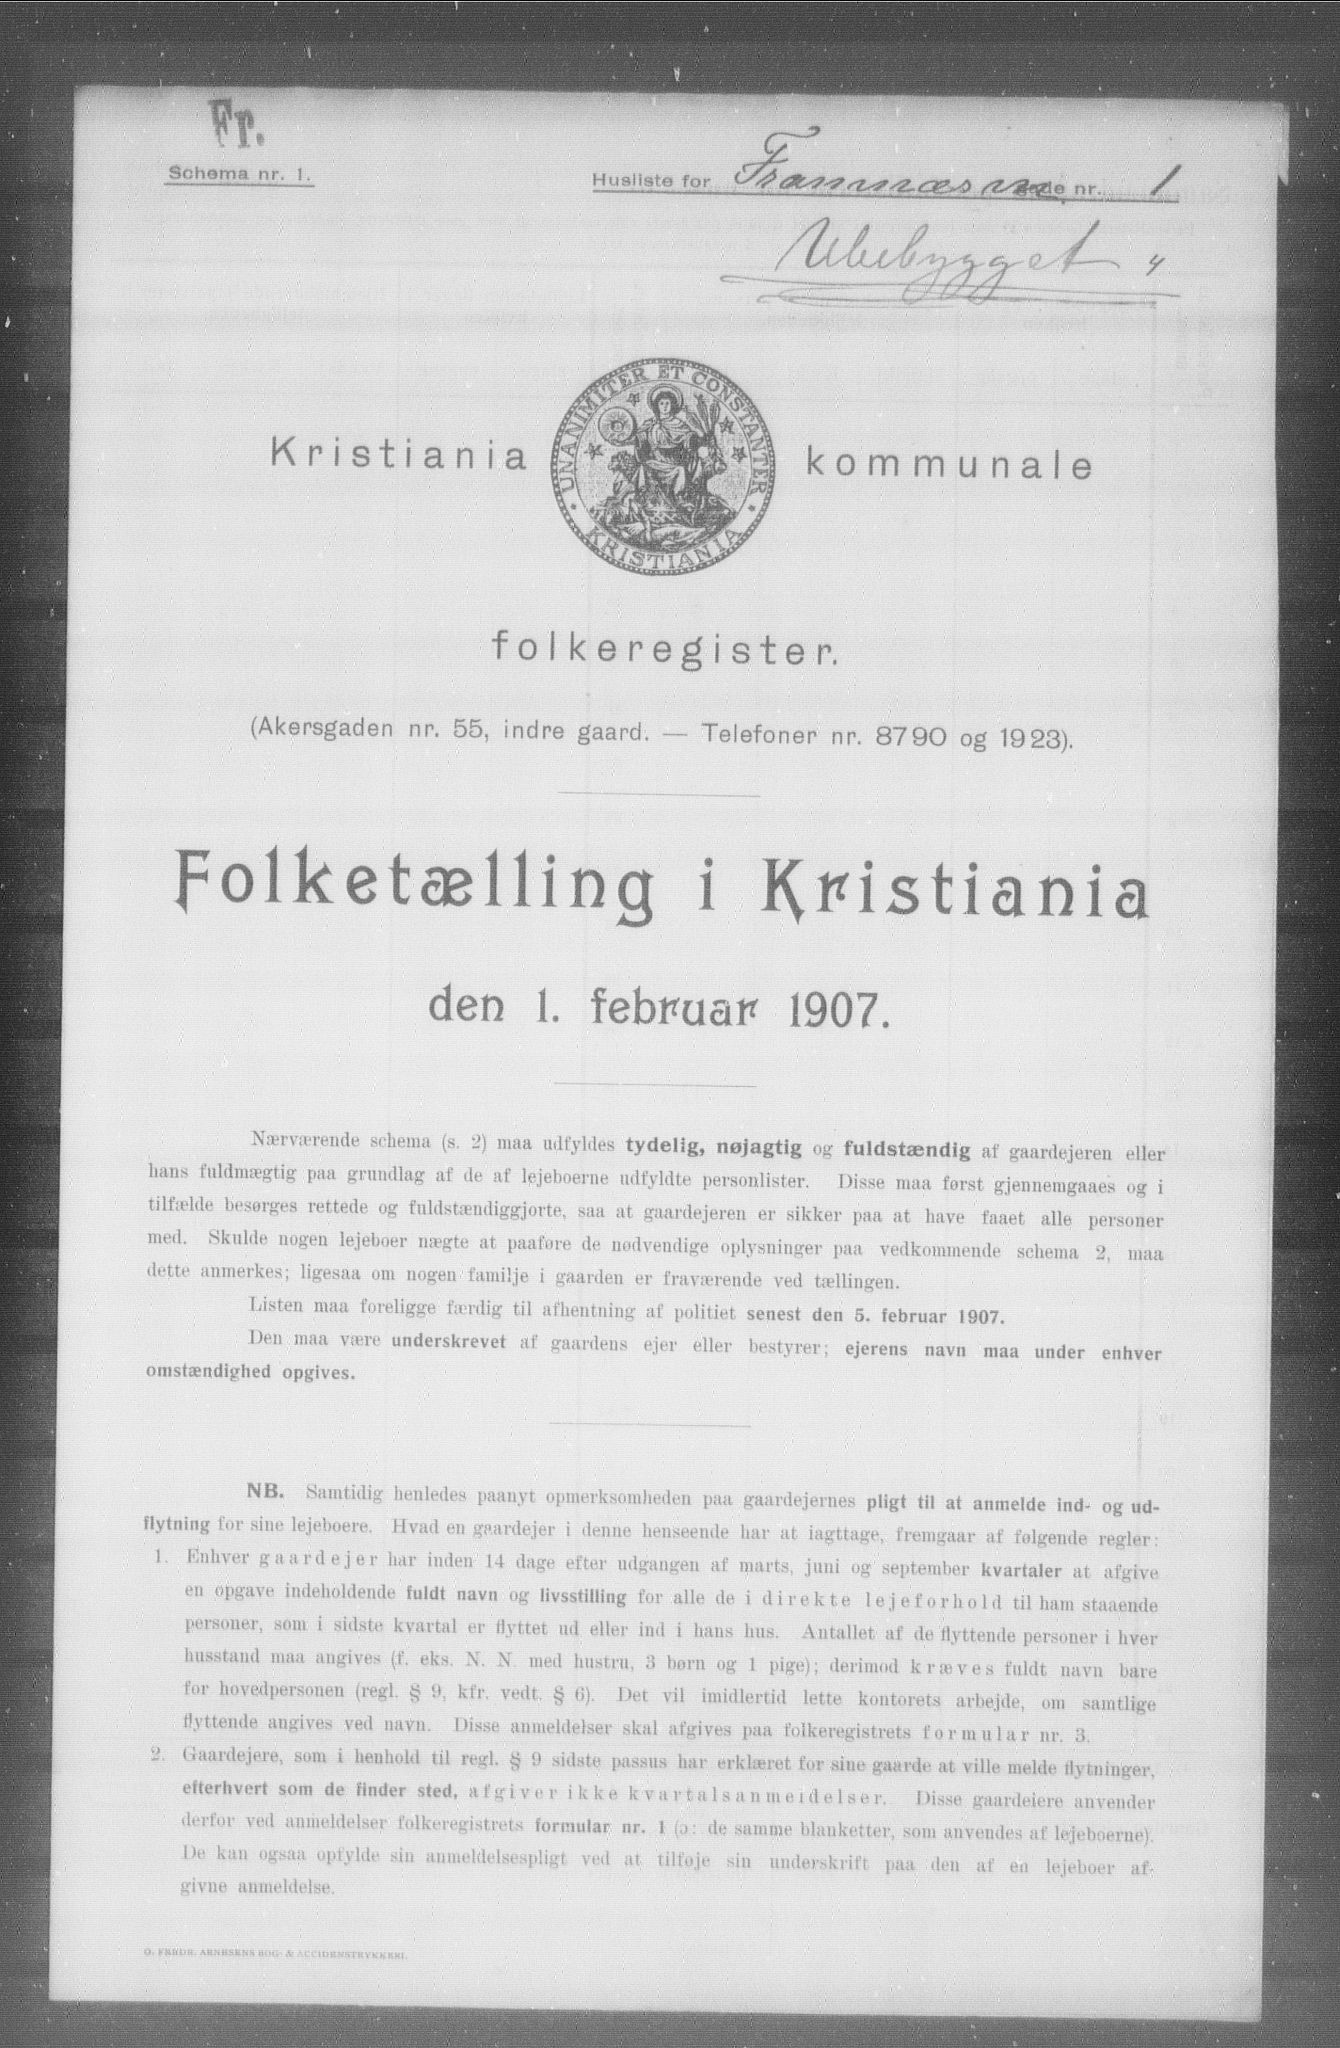 Fr.
Schema nr. 1.
Husliste for Framnæsvn. gade nr. 1
Ubebygget 4
UNANIMITER ET CONSTANTER
KRISTIANIA
Kristiania kommunale
folkeregister.
(Akersgaden nr. 55, indre gaard. — Telefoner nr. 8790 og 1923).
Folketælling i Kristiania
den 1. februar 1907.
Nærværende schema (s. 2) maa udfyldes tydelig, nøjagtig og fuldstændig af gaardejeren eller
hans fuldmægtig paa grundlag af de af lejeboerne udfyldte personlister. Disse maa først gjennemgaaes og i
tilfælde besørges rettede og fuldstændiggjorte, saa at gaardejeren er sikker paa at have faaet alle personer
med. Skulde nogen lejeboer nægte at paaføre de nødvendige oplysninger paa vedkommende schema 2, maa
dette anmerkes; ligesaa om nogen familje i gaarden er fraværende ved tællingen.
Listen maa foreligge færdig til afhentning af politiet senest den 5. februar 1907.
Den maa være underskrevet af gaardens ejer eller bestyrer; ejerens navn maa under enhver
omstændighed opgives.
NB. Samtidig henledes paanyt opmerksomheden paa gaardejernes pligt til at anmelde ind- og ud-
flytning for sine lejeboere. Hvad en gaardejer i denne henseende har at iagttage, fremgaar af følgende regler:
1. Enhver gaardejer har inden 14 dage efter udgangen af marts, juni og september kvartaler at afgive
en opgave indeholdende fuldt navn og livsstilling for alle de i direkte lejeforhold til ham staaende
personer, som i sidste kvartal er flyttet ud eller ind i hans hus. Antallet af de flyttende personer i hver
husstand maa angives (f. eks. N. N. med hustru, 3 børn og 1 pige); derimod kræves fuldt navn bare
for hovedpersonen (regl. § 9, kfr. vedt. § 6). Det vil imidlertid lette kontorets arbejde, om samtlige
flyttende angives ved navn. Disse anmeldelser skal afgives paa folkeregistrets formular nr. 3.
2. Gaardejere, som i henhold til regl. § 9 sidste passus har erklæret for sine gaarde at ville melde flytninger,
efterhvert som de finder sted, afgiver ikke kvartalsanmeldelser. Disse gaardeiere anvender
derfor ved anmeldelser folkeregistrets formular nr. 1 (ɔ: de samme blanketter, som anvendes af lejeboerne).
De kan ogsaa opfylde sin anmeldelsespligt ved at tilføje sin underskrift paa den af en lejeboer af-
givne anmeldelse.
O. FREDR. ARNESENS BOG- & ACCIDENSTRYKKERI.